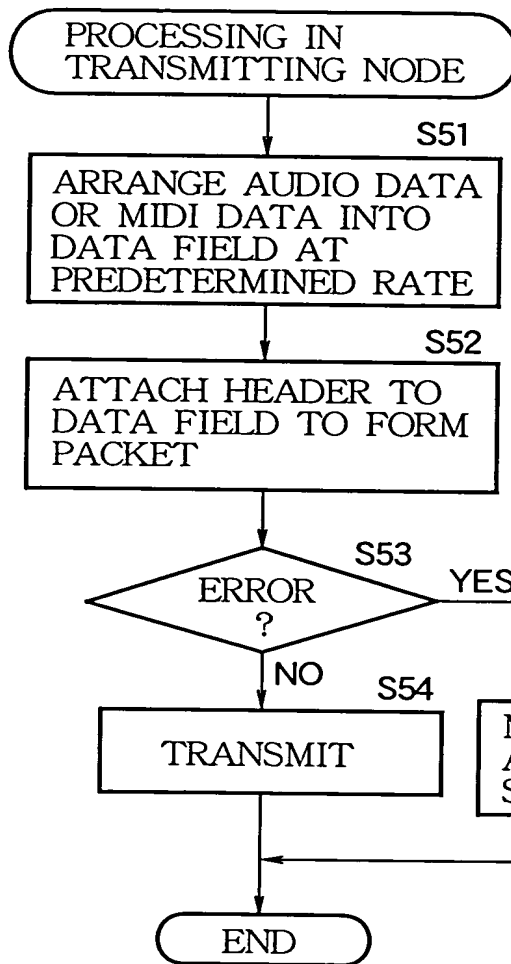 PROCESSING IN
TRANSMITTING NODE
S51
ARRANGE AUDIO DATA
OR MIDI DATA INTO
DATA FIELD AT
PREDETERMINED RATE
S52
ATTACH HEADER TO
DATA FIELD TO FORM
PACKET
S53
ERROR
?
YES
NO
S54
TRANSMIT
END